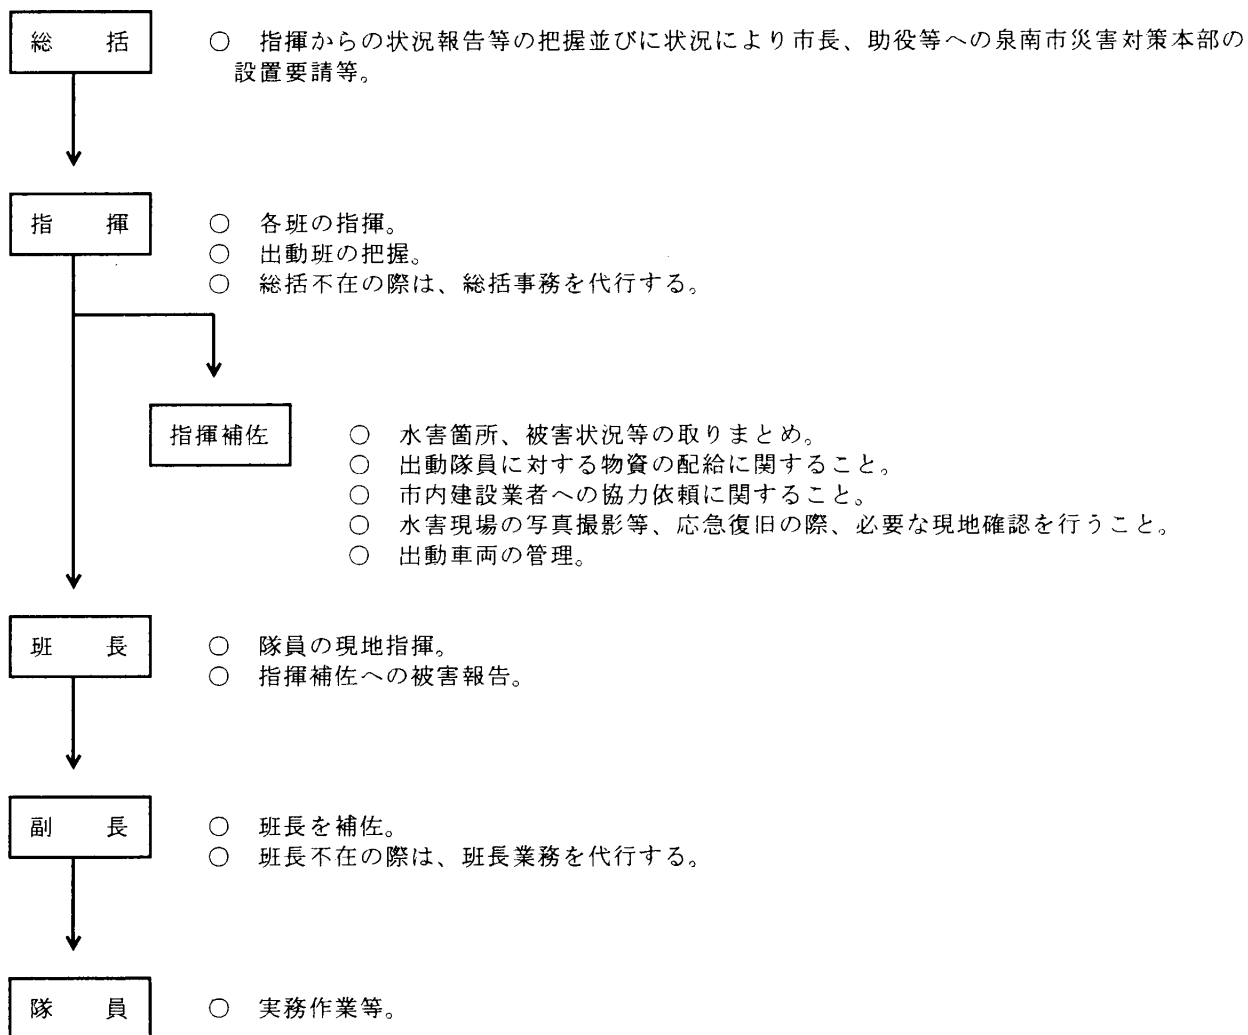 総　括
○　指揮からの状況報告等の把握並びに状況により市長、助役等への泉南市災害対策本部の
設置要請等。
指　揮
○　各班の指揮。
○　出動班の把握。
○　総括不在の際は、総括事務を代行する。
指揮補佐
○　水害箇所、被害状況等の取りまとめ。
○　出動隊員に対する物資の配給に関すること。
○　市内建設業者への協力依頼に関すること。
○　水害現場の写真撮影等、応急復旧の際、必要な現地確認を行うこと。
○　出動車両の管理。
班　長
○　隊員の現地指揮。
○　指揮補佐への被害報告。
副　長
○　班長を補佐。
○　班長不在の際は、班長業務を代行する。
隊　員
○　実務作業等。